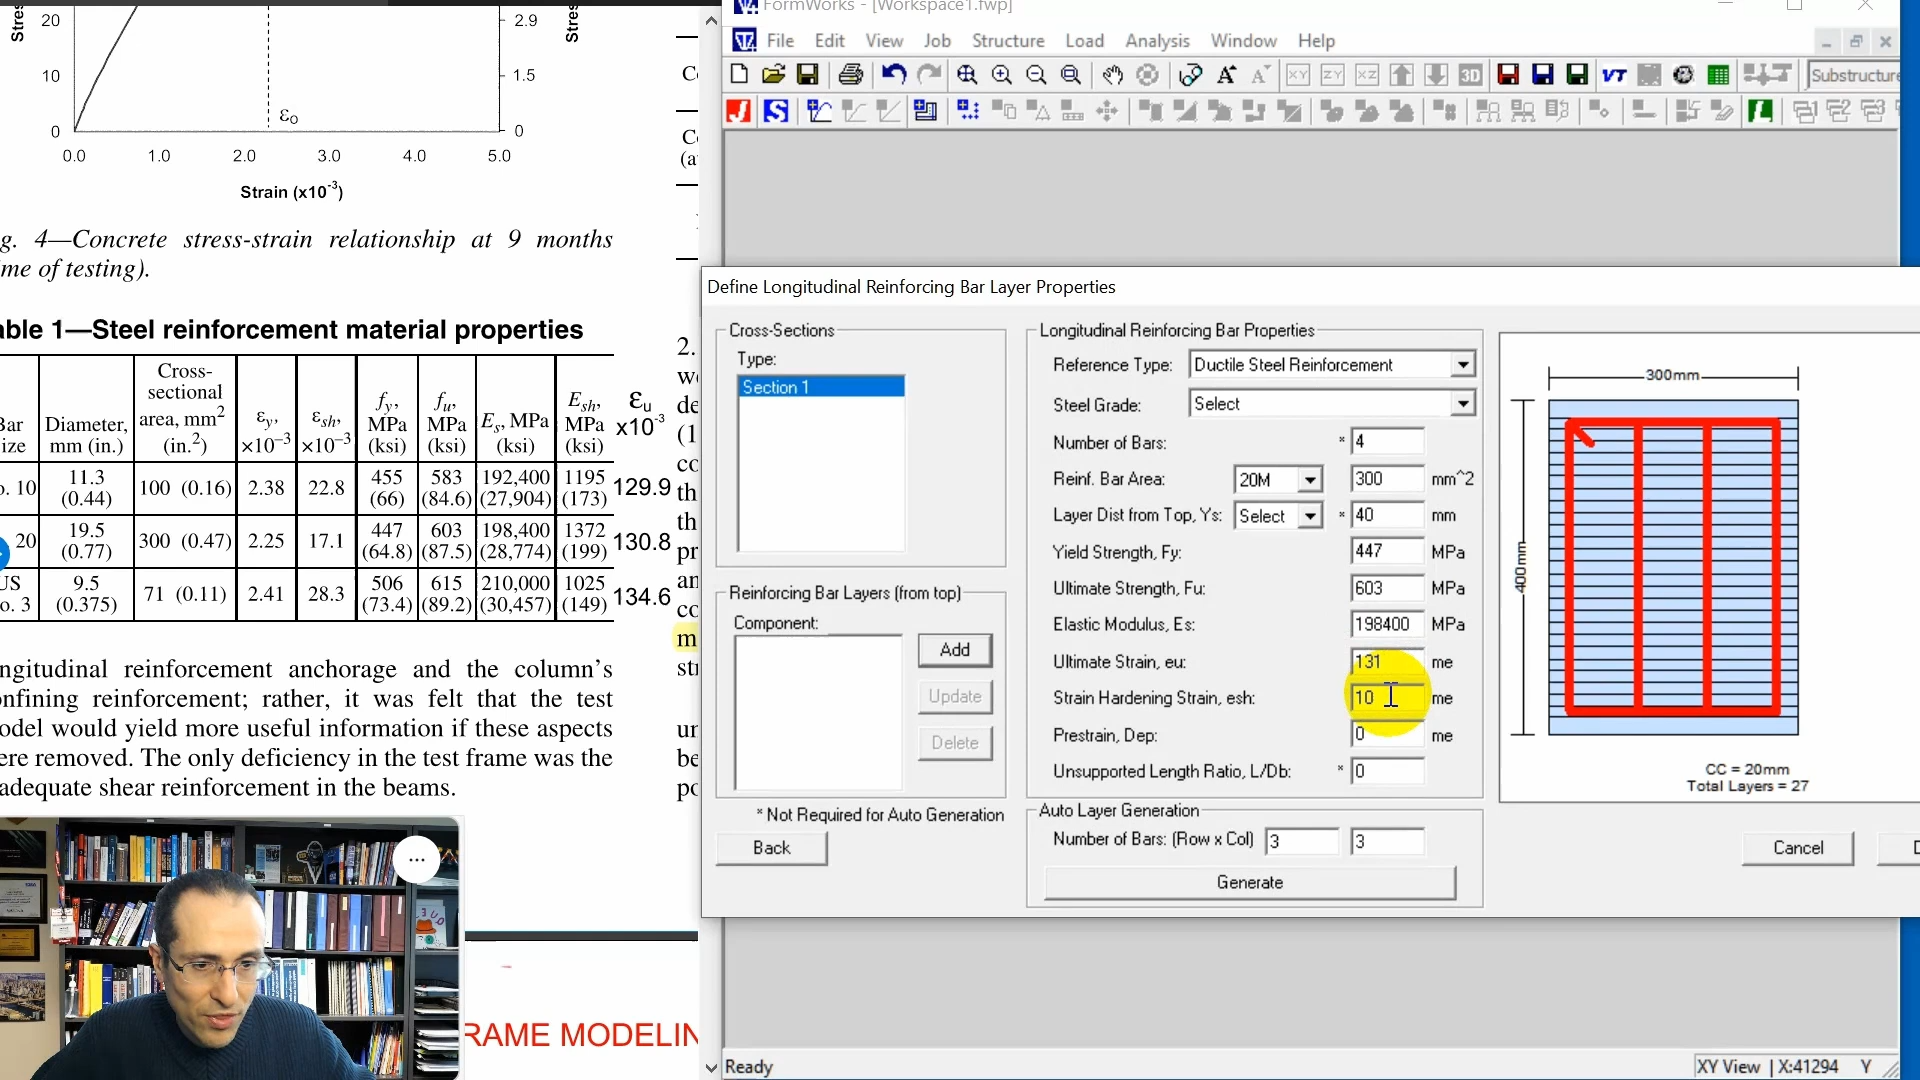 Stres
20
10
0
0.0 1.0 2.0 3.0 4.0 5.0
εo
2.9
1.5
0
Stres
Strain (x10-3)
g. 4—Concrete stress-strain relationship at 9 months
me of testing).
able 1—Steel reinforcement material properties
Bar ize | Diameter, mm (in.) | Cross-sectional area, mm2 (in.2) | εy, ×10–3 | εsh, ×10–3 | fy, MPa (ksi) | fu, MPa (ksi) | Es, MPa (ksi) | Esh, MPa (ksi) | εu x10-3
o. 10 | 11.3 (0.44) | 100 (0.16) | 2.38 | 22.8 | 455 (66) | 583 (84.6) | 192,400 (27,904) | 1195 (173) | 129.9
20 | 19.5 (0.77) | 300 (0.47) | 2.25 | 17.1 | 447 (64.8) | 603 (87.5) | 198,400 (28,774) | 1372 (199) | 130.8
US o. 3 | 9.5 (0.375) | 71 (0.11) | 2.41 | 28.3 | 506 (73.4) | 615 (89.2) | 210,000 (30,457) | 1025 (149) | 134.6
ngitudinal reinforcement anchorage and the column's
onfining reinforcement; rather, it was felt that the test
odel would yield more useful information if these aspects
ere removed. The only deficiency in the test frame was the
adequate shear reinforcement in the beams.
RAME MODELIN
FormWorks - [Workspace1.fwp]
File Edit View Job Structure Load Analysis Window Help
XY ZY XZ 3D VT Substructure
Define Longitudinal Reinforcing Bar Layer Properties
Cross-Sections
Type:
Section 1
Reinforcing Bar Layers (from top)
Component:
Add
Update
Delete
* Not Required for Auto Generation
Back
Longitudinal Reinforcing Bar Properties
Reference Type: Ductile Steel Reinforcement
Steel Grade: Select
Number of Bars: * 4
Reinf. Bar Area: 20M 300 mm^2
Layer Dist from Top, Ys: Select * 40 mm
Yield Strength, Fy: 447 MPa
Ultimate Strength, Fu: 603 MPa
Elastic Modulus, Es: 198400 MPa
Ultimate Strain, eu: 131 me
Strain Hardening Strain, esh: 10 me
Prestrain, Dep: 0 me
Unsupported Length Ratio, L/Db: * 0
Auto Layer Generation
Number of Bars: (Row x Col) 3 3
Generate
300mm
400mm
CC = 20mm
Total Layers = 27
Cancel
Ready
XY View | X:41294 Y